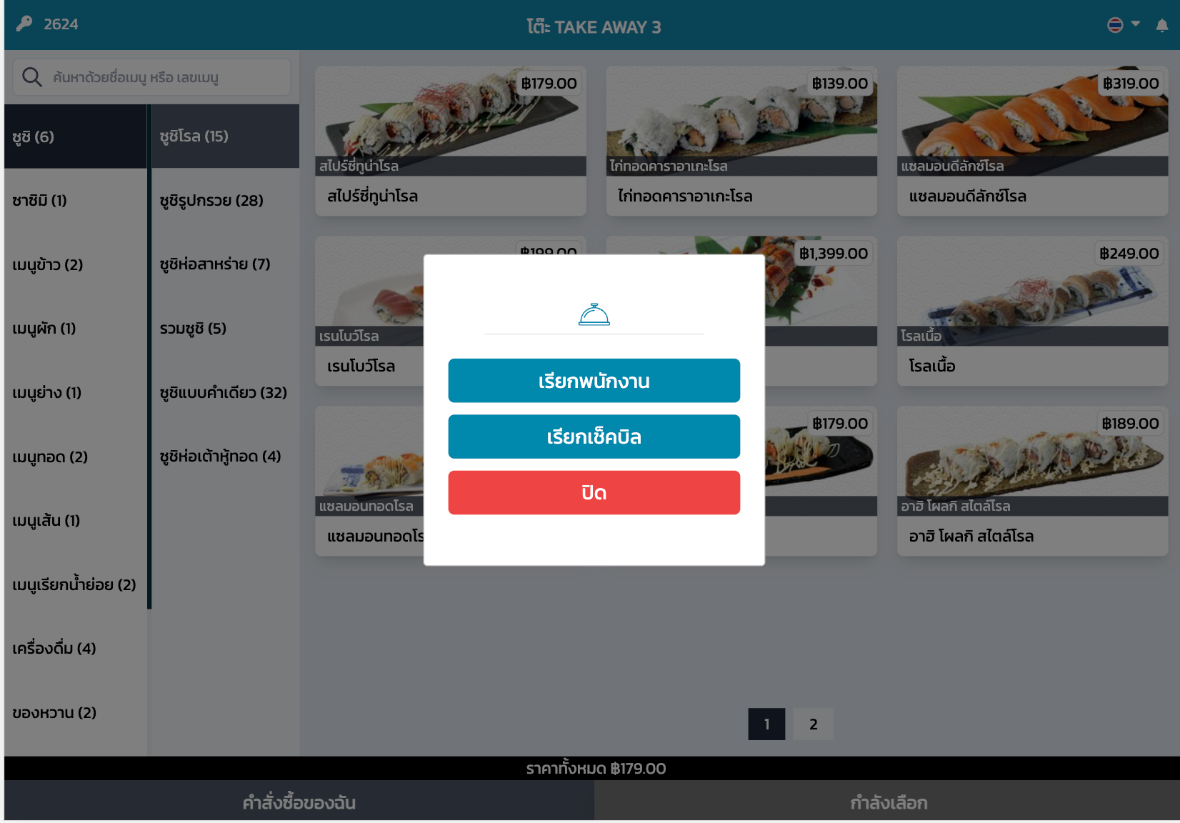 2624
โต๊ะ TAKE AWAY 3
ค้นหาด้วยชื่อเมนู หรือ เลขเมนู
ซูชิ (6)
ซาซิมิ (1)
เมนูข้าว (2)
เมนูผัก (1)
เมนูย่าง (1)
เมนูทอด (2)
เมนูเส้น (1)
เมนูเรียกน้ำย่อย (2)
เครื่องดื่ม (4)
ของหวาน (2)
ซูชิโรล (15)
ซูชิรูปกรวย (28)
ซูชิห่อสาหร่าย (7)
รวมซูชิ (5)
ซูชิแบบคำเดียว (32)
ซูชิห่อเต้าหู้ทอด (4)
฿179.00
สไปร์ซี่ทูน่าโรล
สไปร์ซี่ทูน่าโรล
฿139.00
ไก่ทอดคาราอาเกะโรล
ไก่ทอดคาราอาเกะโรล
฿319.00
แซลมอนดีลักซ์โรล
แซลมอนดีลักซ์โรล
฿199.00
เรนโบว์โรล
เรนโบว์โรล
฿1,399.00
฿249.00
โรลเนื้อ
โรลเนื้อ
แซลมอนทอดโรล
แซลมอนทอดโร
฿179.00
฿189.00
อาฮิ โผลกิ สไตล์โรล
อาฮิ โผลกิ สไตล์โรล
เรียกพนักงาน
เรียกเช็คบิล
ปิด
1 2
ราคาทั้งหมด ฿179.00
คำสั่งซื้อของฉัน
กำลังเลือก